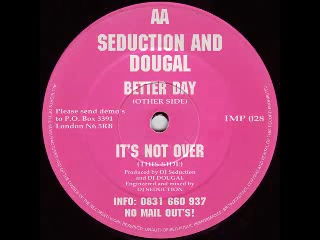 AA
SEDUCTION AND
DOUGAL
BETTER DAY
(OTHER SIDE)
Please send demo's
to P.O. Box 3391
London N6 5RB
IMP 028
IT'S NOT OVER
(THIS SIDE)
Produced by DJ Seduction
and DJ DOUGAL
Engineered and mixed by
DJ SEDUCTION
INFO: 0831 660 937
NO MAIL OUT'S!